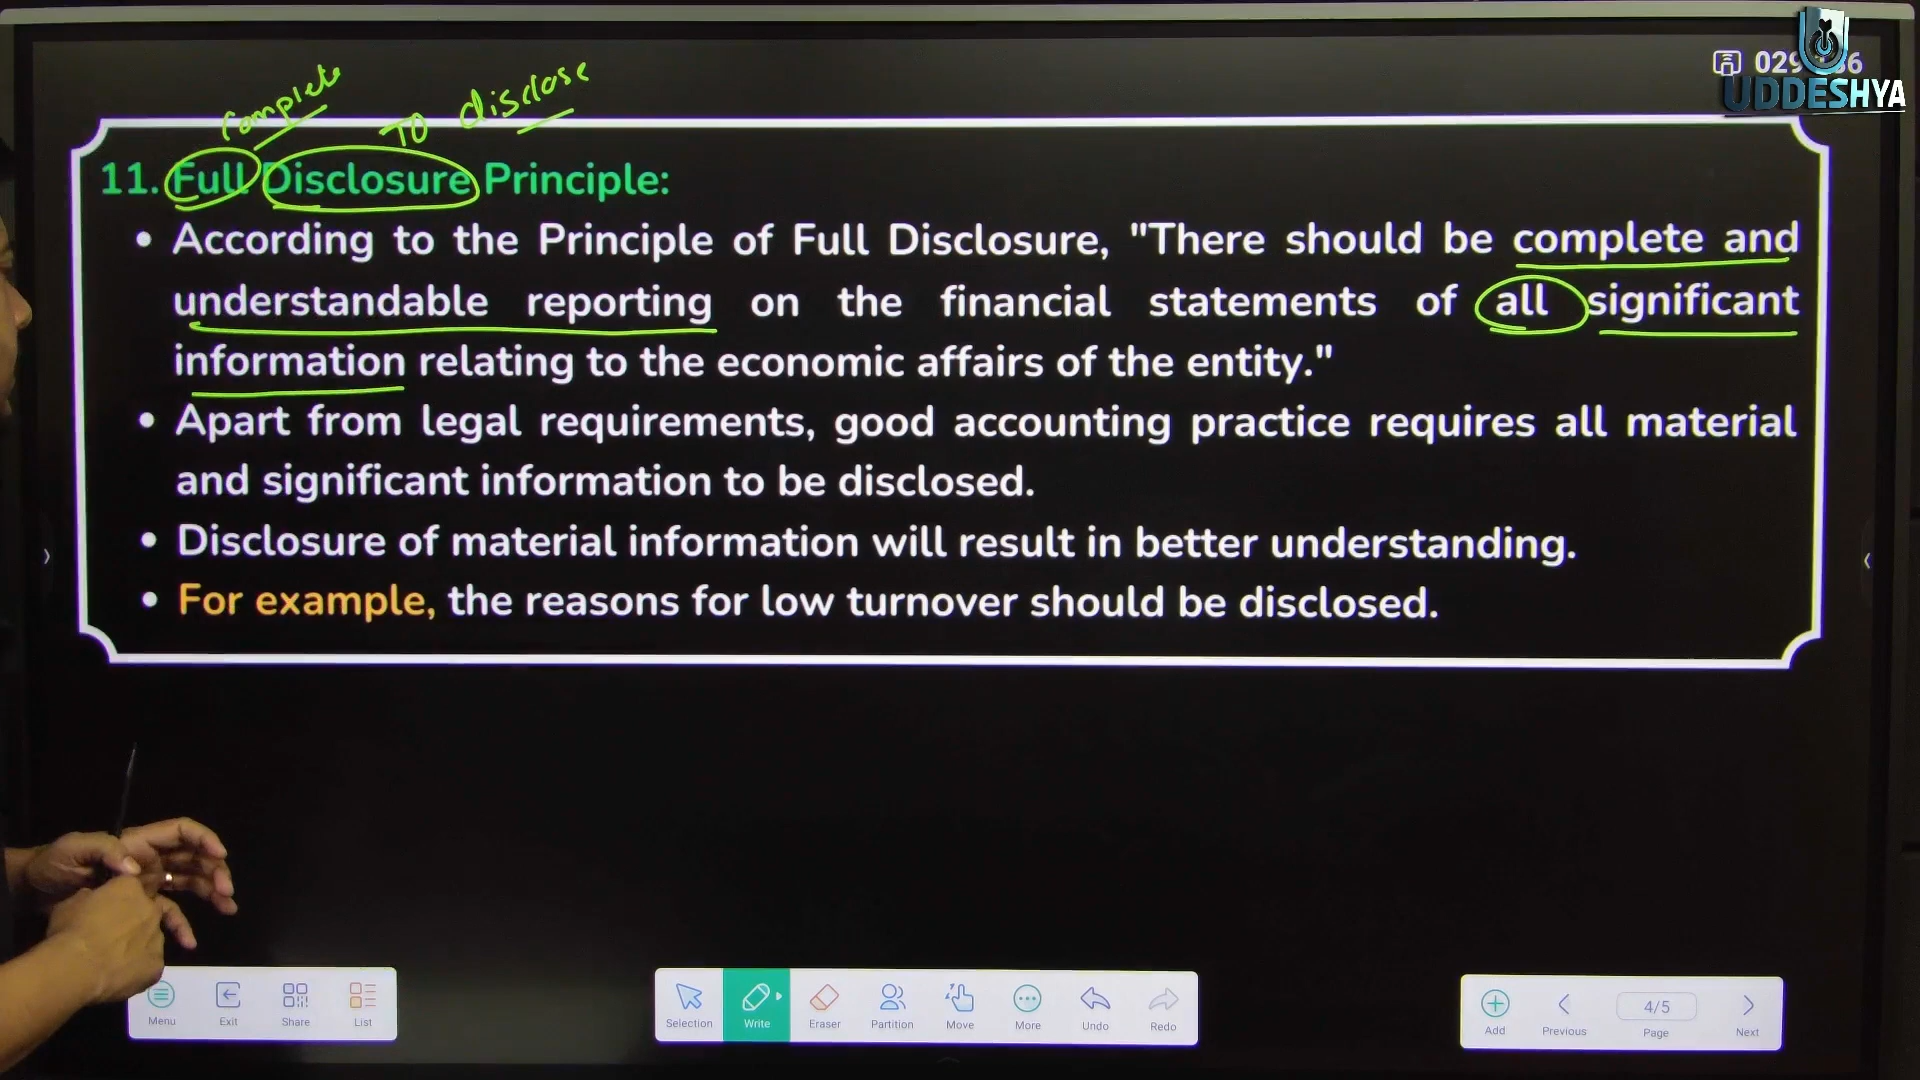 complete
To disclose
11. Full Disclosure Principle:
• According to the Principle of Full Disclosure, "There should be complete and
understandable reporting on the financial statements of all significant
information relating to the economic affairs of the entity."
• Apart from legal requirements, good accounting practice requires all material
and significant information to be disclosed.
• Disclosure of material information will result in better understanding.
• For example, the reasons for low turnover should be disclosed.
UDDESHYA
Menu Exit Share List
Selection Write Eraser Partition Move More Undo Redo
Add Previous 4/5 Page Next